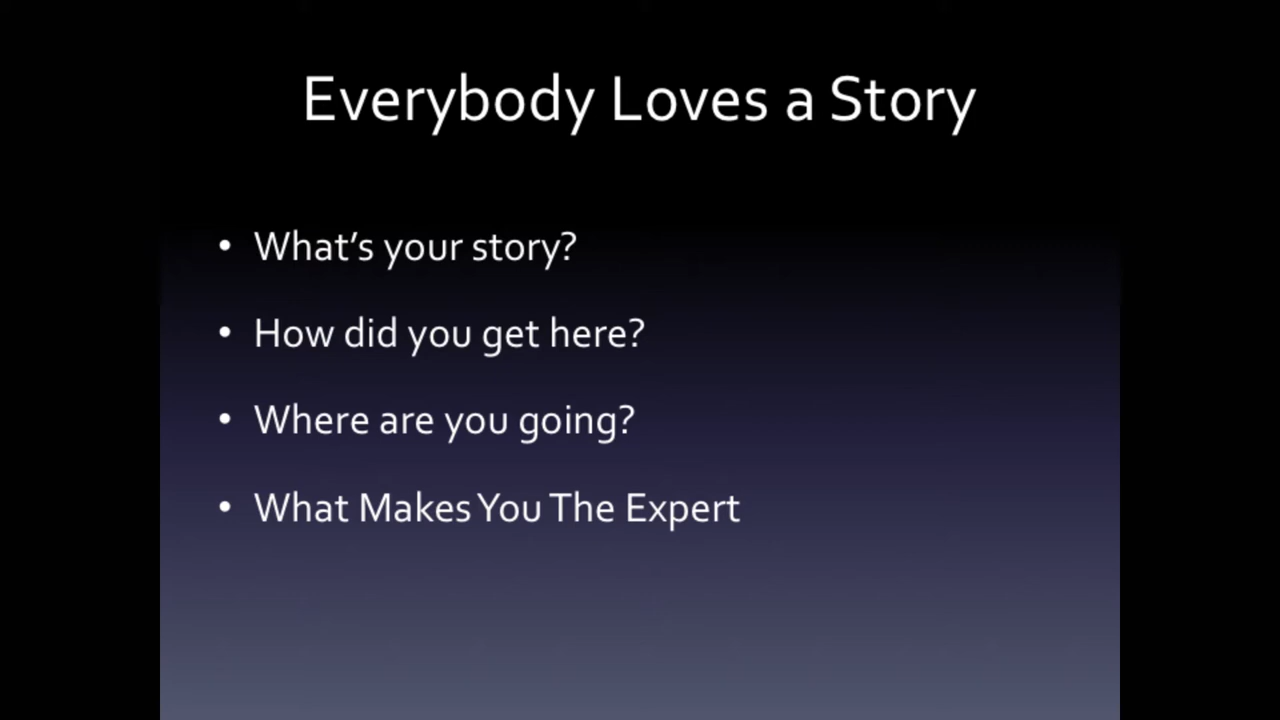 Everybody Loves a Story
• What’s your story?
• How did you get here?
• Where are you going?
• What Makes You The Expert